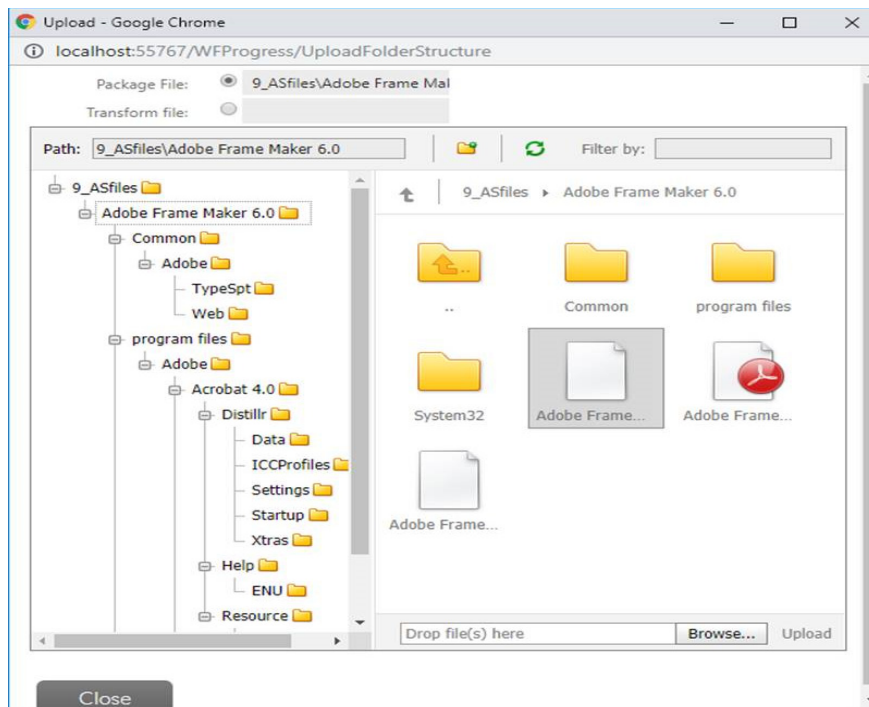 Upload - Google Chrome
localhost:55767/WFProgress/UploadFolderStructure
Package File: 9_ASfiles\Adobe Frame Mal
Transform file:
Path: 9_ASfiles\Adobe Frame Maker 6.0 Filter by:
9_ASfiles
Adobe Frame Maker 6.0
Common
Adobe
TypeSpt
Web
program files
Adobe
Acrobat 4.0
Distillr
Data
ICCProfiles
Settings
Startup
Xtras
Help
ENU
Resource
9_ASfiles Adobe Frame Maker 6.0
.. Common program files
System32 Adobe Frame... Adobe Frame...
Adobe Frame...
Drop file(s) here Browse... Upload
Close